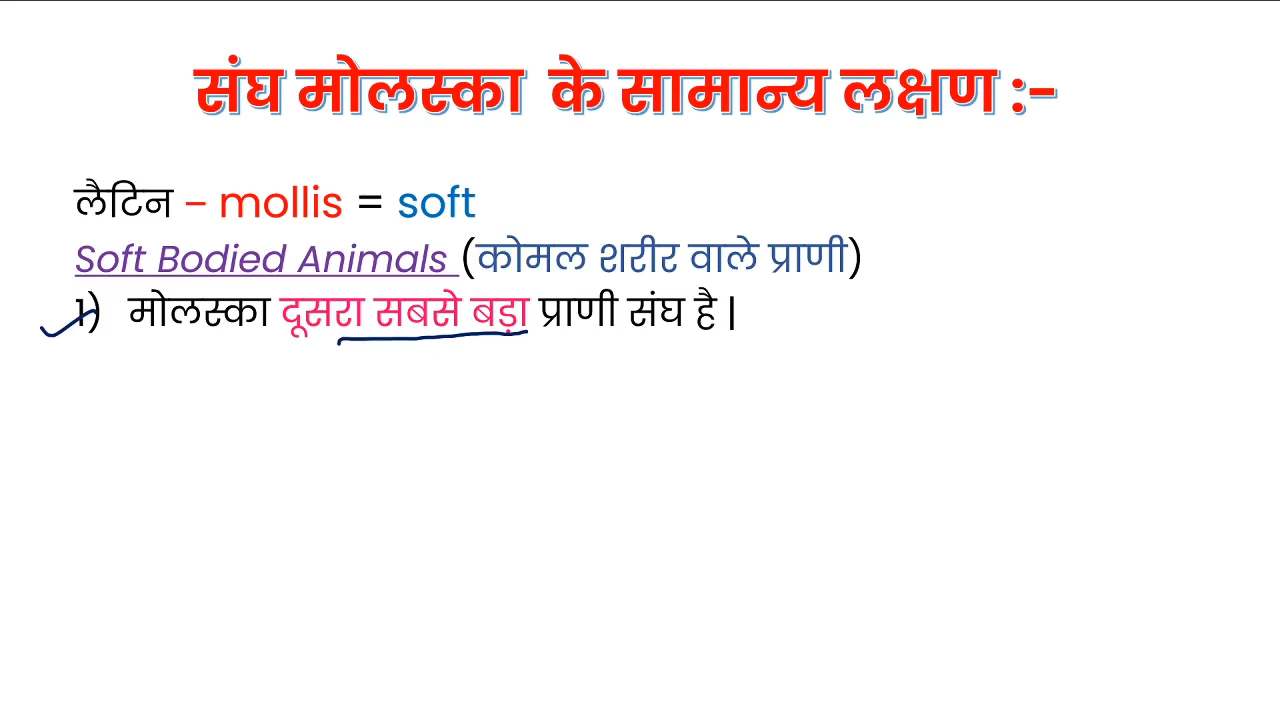 संघ मोलस्का के सामान्य लक्षण :-
लैटिन – mollis = soft
Soft Bodied Animals (कोमल शरीर वाले प्राणी)
1) मोलस्का दूसरा सबसे बड़ा प्राणी संघ है |